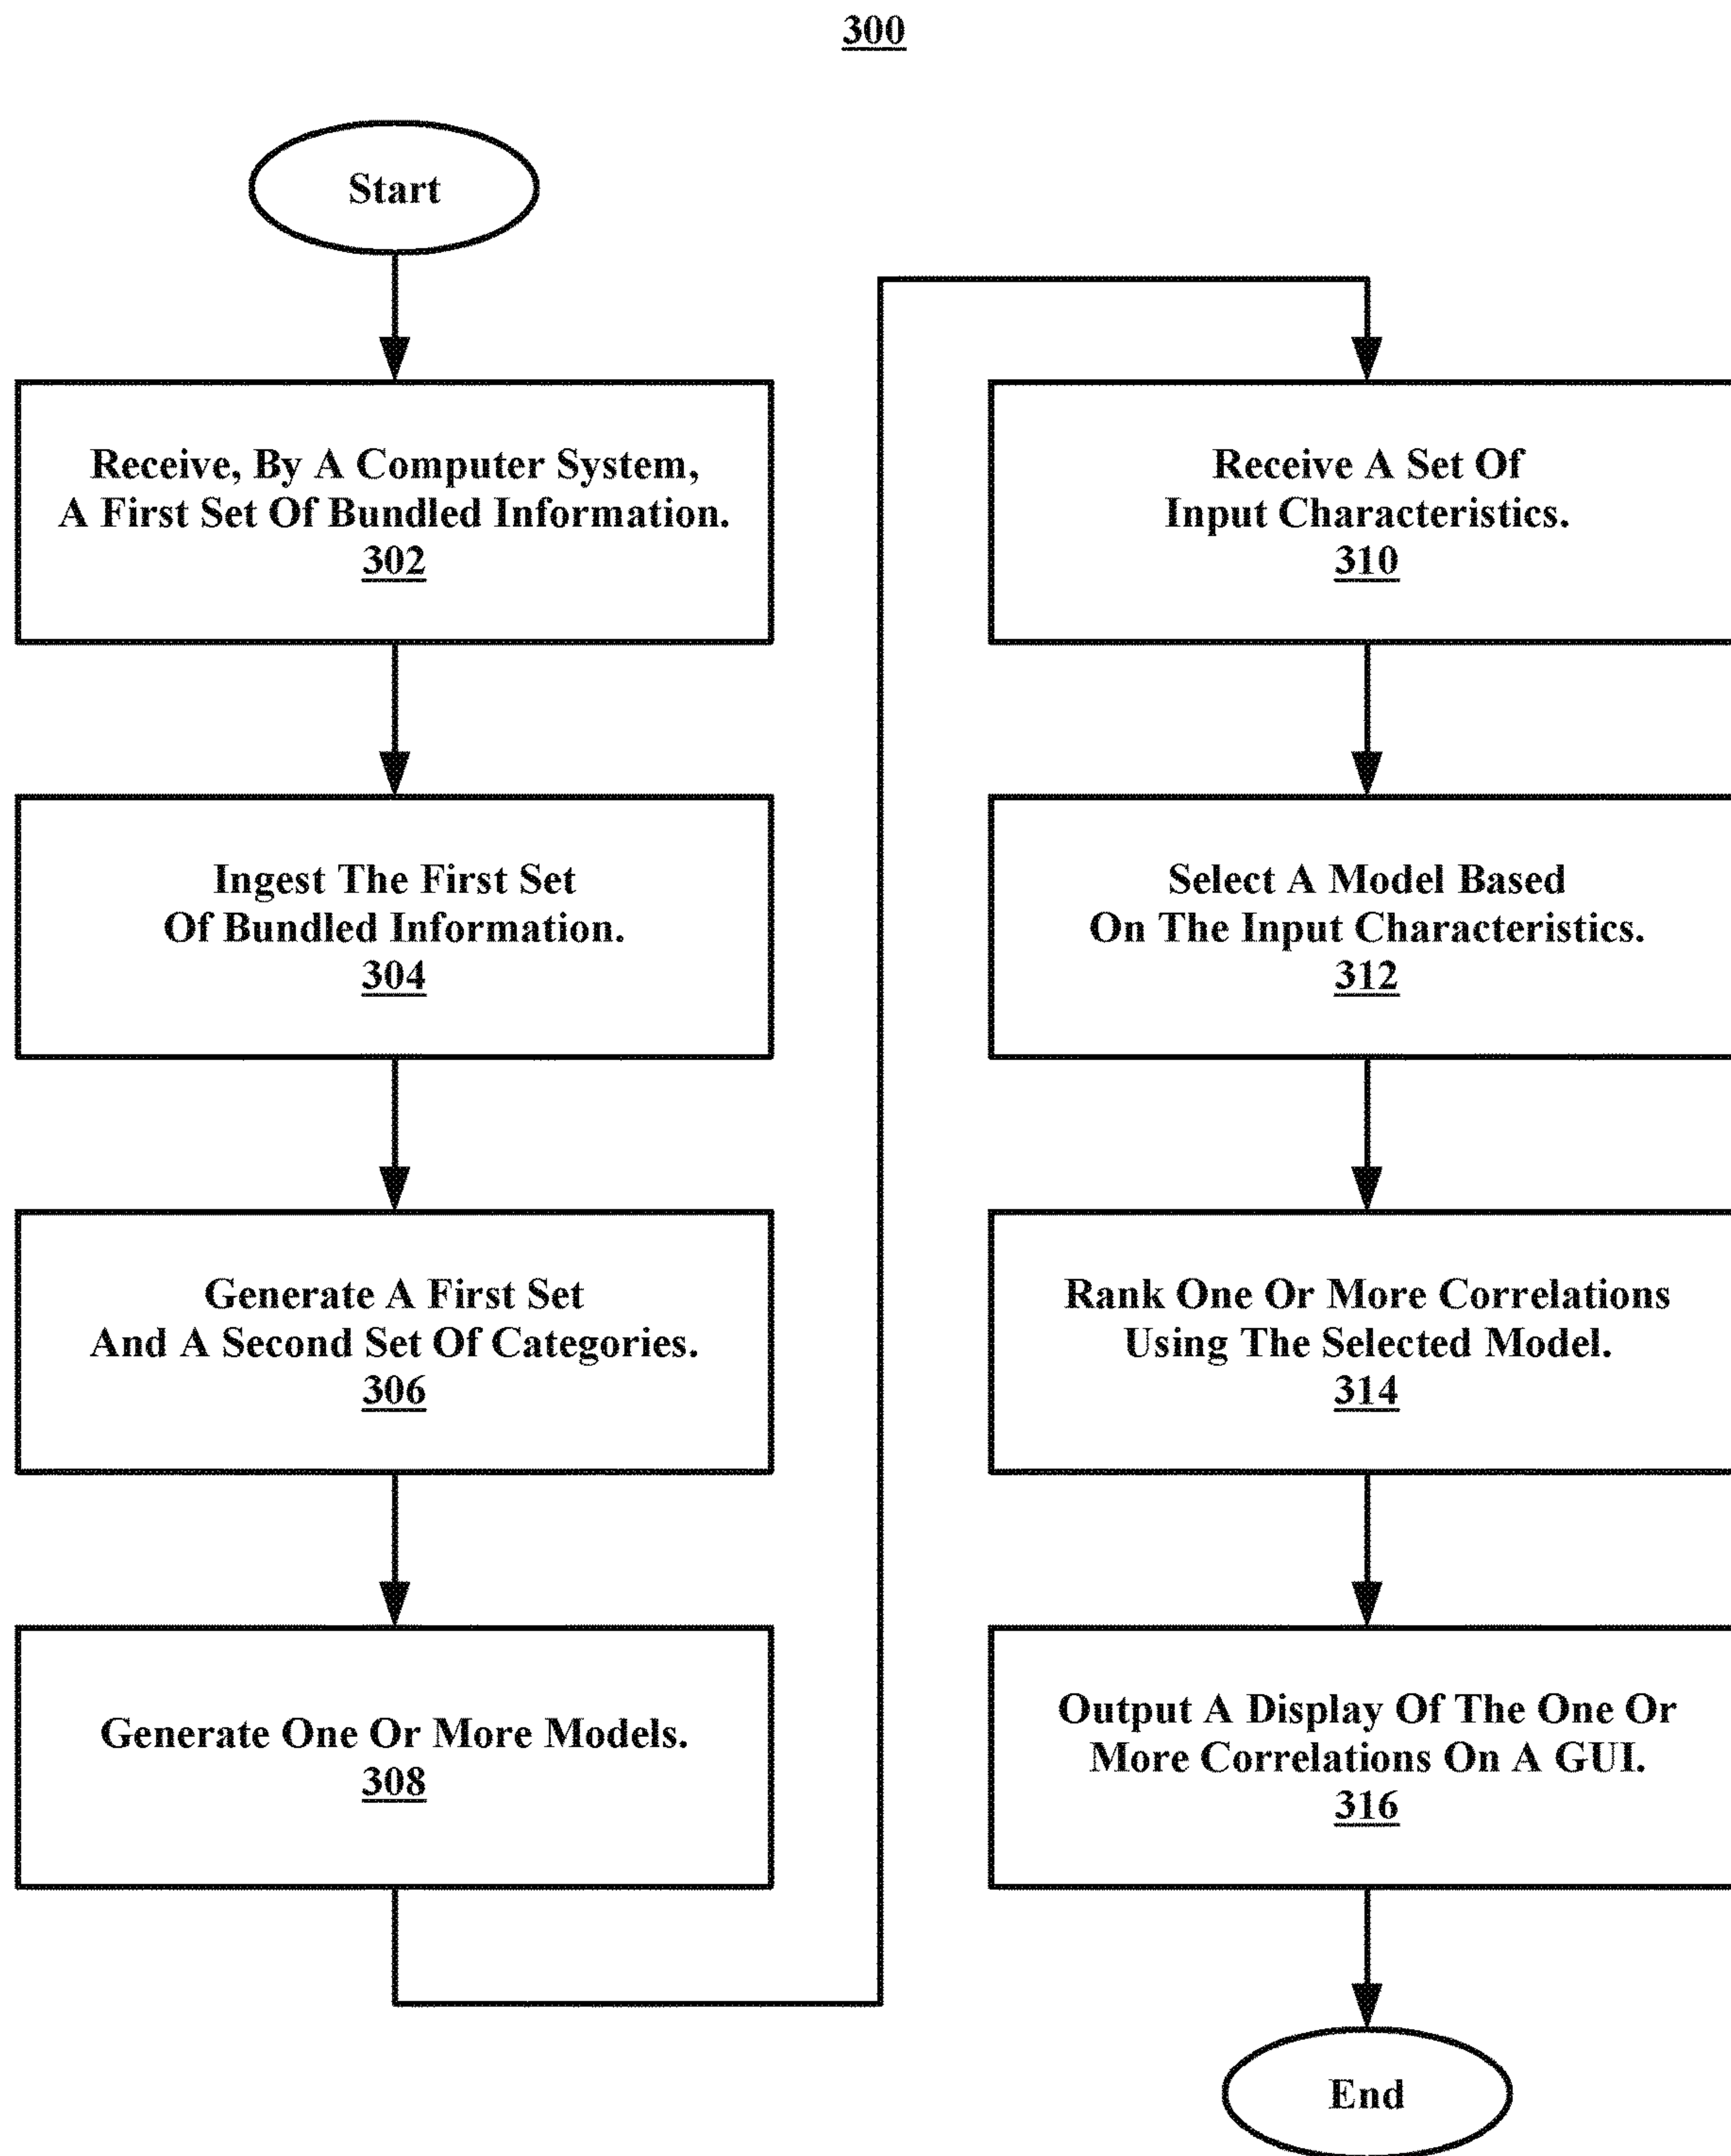 300
Start
Receive, By A Computer System,
A First Set Of Bundled Information.
302
Ingest The First Set
Of Bundled Information.
304
Generate A First Set
And A Second Set Of Categories.
306
Generate One Or More Models.
308
Receive A Set Of
Input Characteristics.
310
Select A Model Based
On The Input Characteristics.
312
Rank One Or More Correlations
Using The Selected Model.
314
Output A Display Of The One Or
More Correlations On A GUI.
316
End